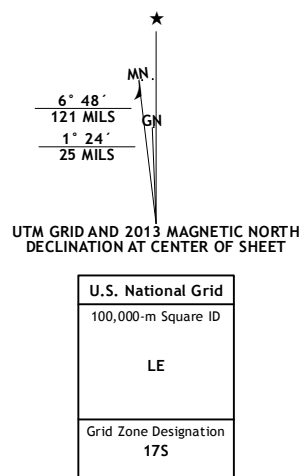 ★
MN
6° 48´
121 MILS
GN
1° 24´
25 MILS
UTM GRID AND 2013 MAGNETIC NORTH
DECLINATION AT CENTER OF SHEET
U.S. National Grid
100,000-m Square ID
LE
Grid Zone Designation
17S